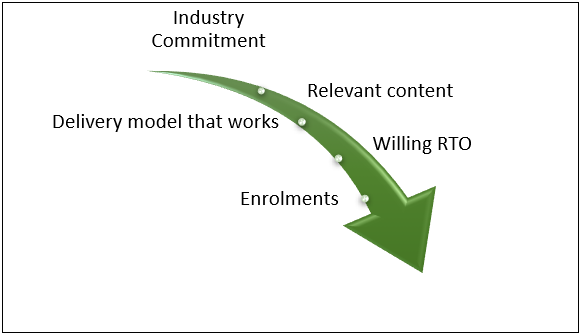 Industry
Commitment
Relevant content
Delivery model that works
Willing RTO
Enrolments